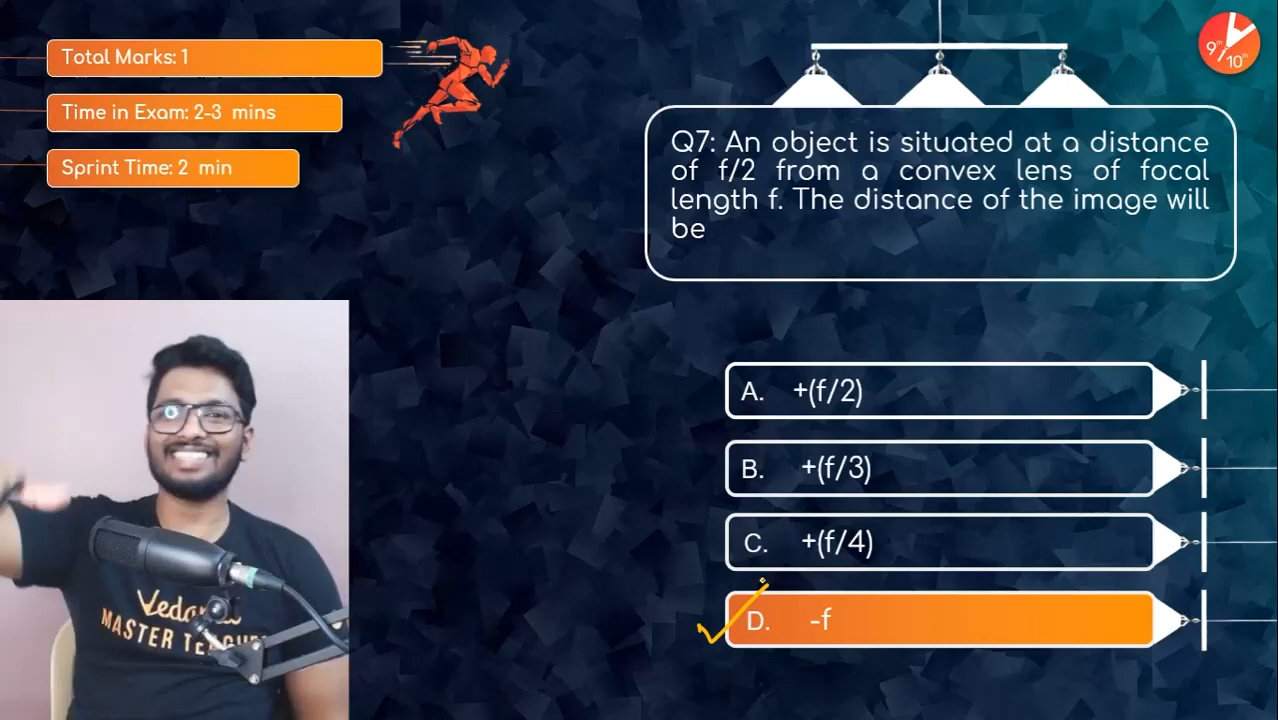 Total Marks: 1
Time in Exam: 2-3 mins
Sprint Time: 2 min
9th
10th
Q7: An object is situated at a distance
of f/2 from a convex lens of focal
length f. The distance of the image will
be
A. +(f/2)
B. +(f/3)
C. +(f/4)
D. -f
MASTER